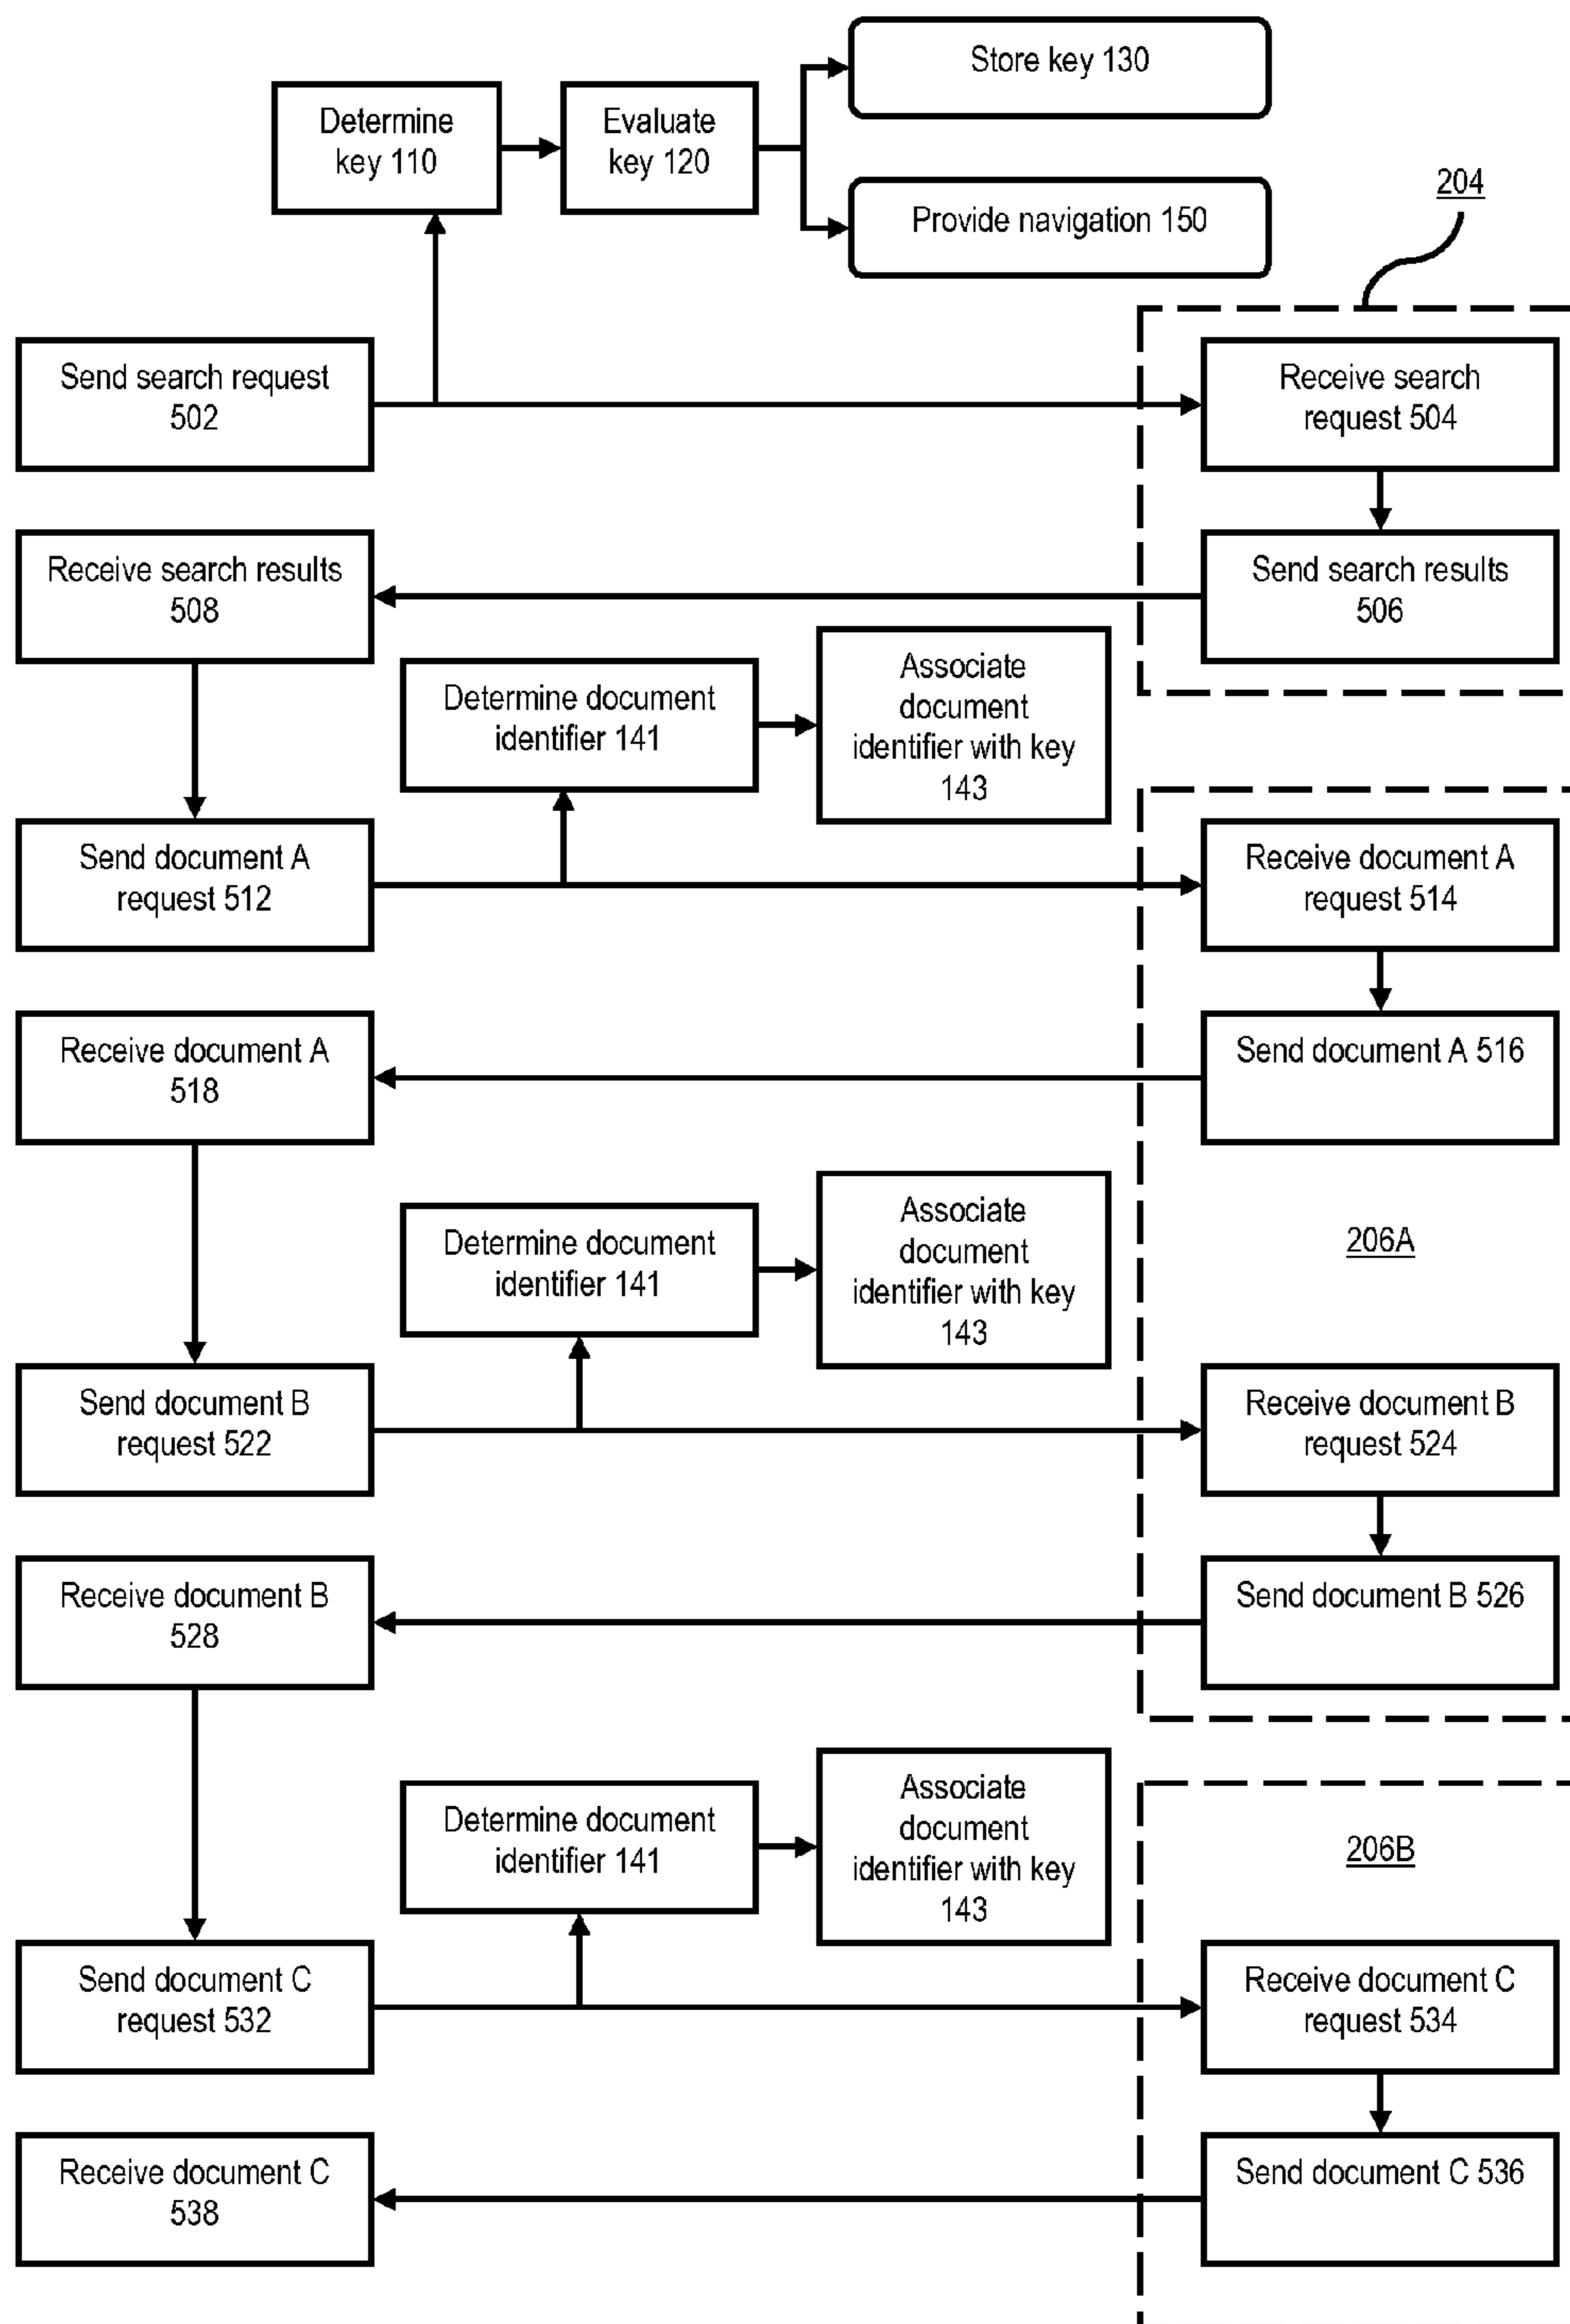 Store key 130
Determine
key 110
Evaluate
key 120
Provide navigation 150
204
Send search request
502
Receive search
request 504
Receive search results
508
Send search results
506
Determine document
identifier 141
Associate
document
identifier with key
143
Send document A
request 512
Receive document A
request 514
Receive document A
518
Send document A 516
Determine document
identifier 141
Associate
document
identifier with key
143
206A
Send document B
request 522
Receive document B
request 524
Receive document B
528
Send document B 526
Determine document
identifier 141
Associate
document
identifier with key
143
206B
Send document C
request 532
Receive document C
request 534
Receive document C
538
Send document C 536